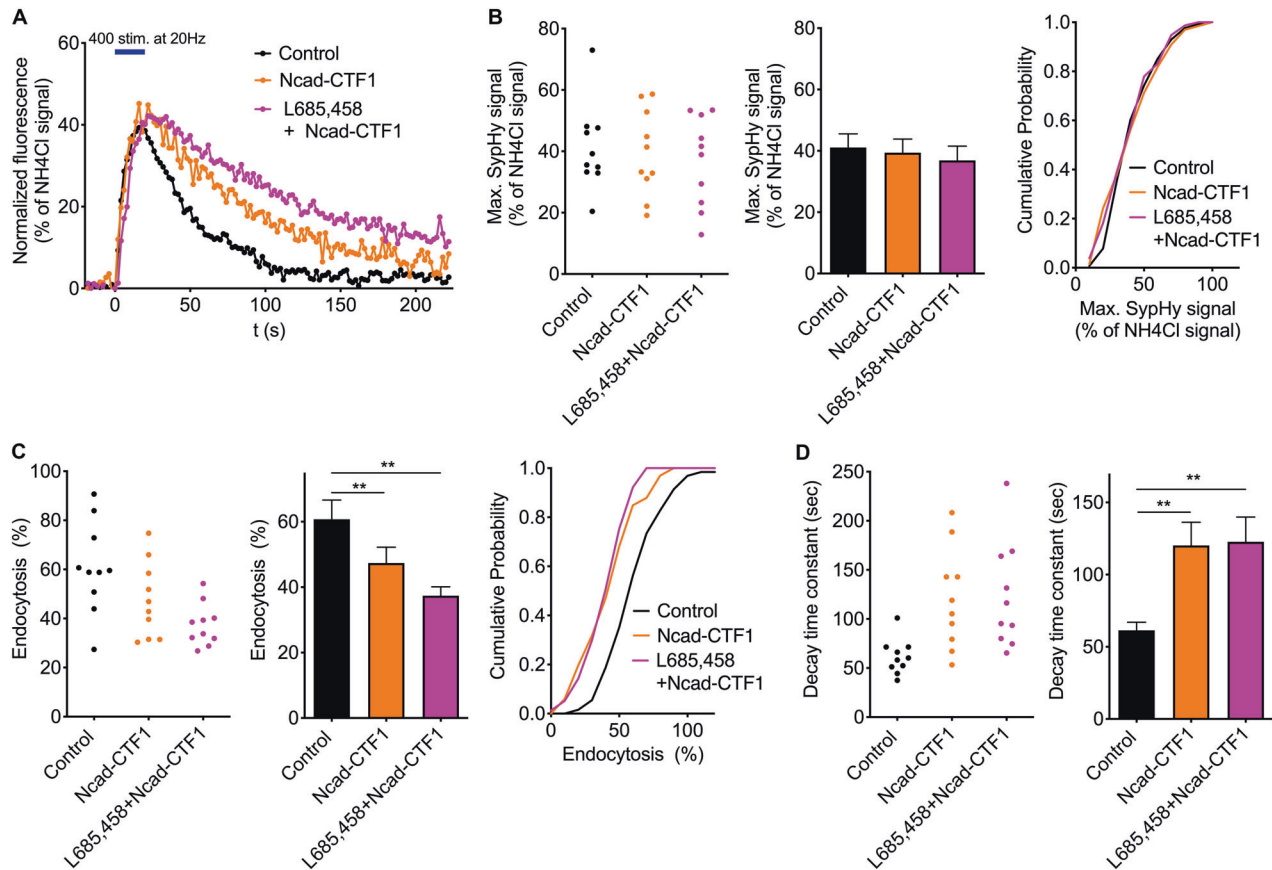 A
400 stim. at 20Hz
Normalized fluorescence
(% of NH4Cl signal)
60
40
20
0
0
50
100
150
200
t (s)
Control
Ncad-CTF1
L685,458
+ Ncad-CTF1
B
Max. SypHy signal
(% of NH4Cl signal)
80
60
40
20
0
Control
Ncad-CTF1
L685,458+Ncad-CTF1
Max. SypHy signal
(% of NH4Cl signal)
80
60
40
20
0
Control
Ncad-CTF1
L685,458+Ncad-CTF1
Cumulative Probability
1.0
0.8
0.6
0.4
0.2
0.0
0
50
100
Max. SypHy signal
(% of NH4Cl signal)
Control
Ncad-CTF1
L685,458
+Ncad-CTF1
C
Endocytosis (%)
100
80
60
40
20
0
Control
Ncad-CTF1
L685,458+Ncad-CTF1
Endocytosis (%)
60
40
20
0
**
**
Control
Ncad-CTF1
L685,458+Ncad-CTF1
Cumulative Probability
1.0
0.8
0.6
0.4
0.2
0.0
0
50
100
Endocytosis (%)
Control
Ncad-CTF1
L685,458
+Ncad-CTF1
D
Decay time constant (sec)
250
200
150
100
50
0
Control
Ncad-CTF1
L685,458+Ncad-CTF1
Decay time constant (sec)
150
100
50
0
**
**
Control
Ncad-CTF1
L685,458+Ncad-CTF1